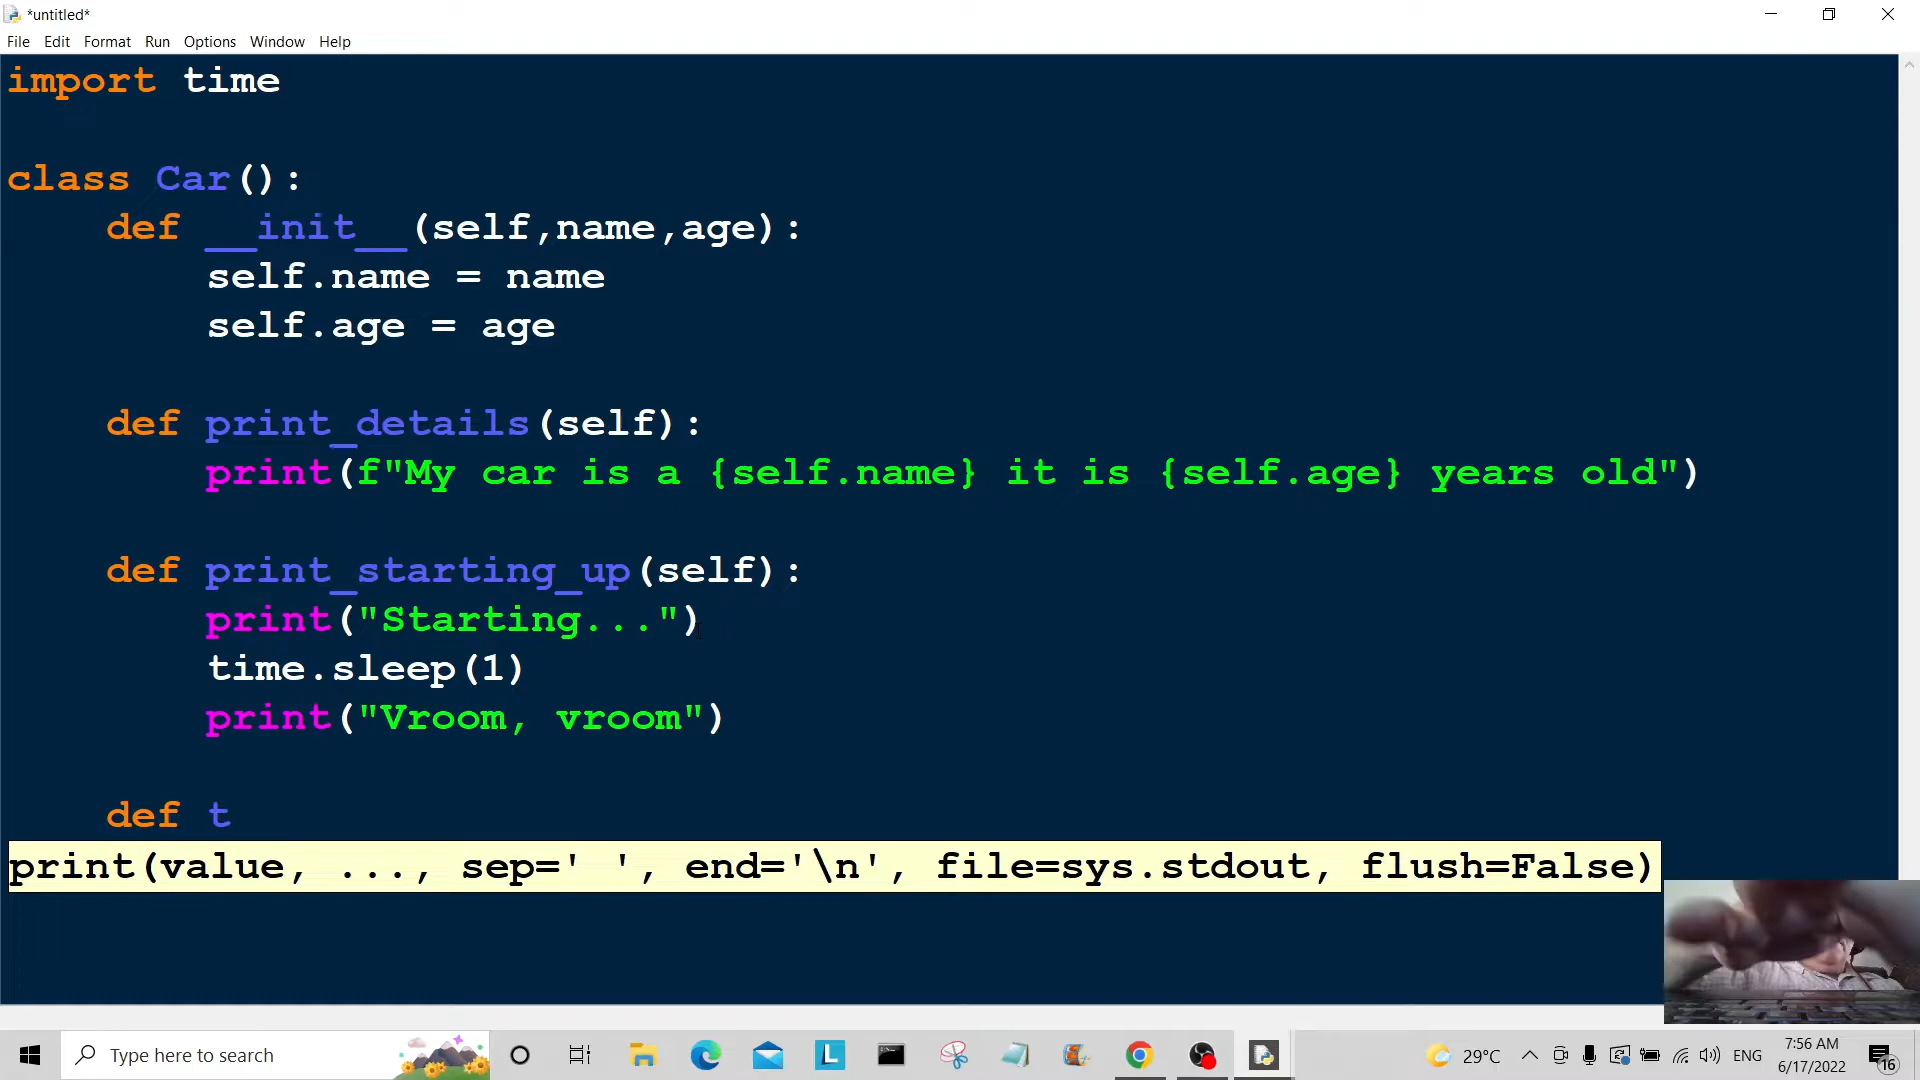 *untitled*
File Edit Format Run Options Window Help
import time
class Car():
def __init__(self,name,age):
self.name = name
self.age = age
def print_details(self):
print(f"My car is a {self.name} it is {self.age} years old")
def print_starting_up(self):
print("Starting...")
time.sleep(1)
print("Vroom, vroom")
def t
print(value, ..., sep=' ', end='\n', file=sys.stdout, flush=False)
Type here to search
L
29°C
ENG
7:56 AM
6/17/2022
16